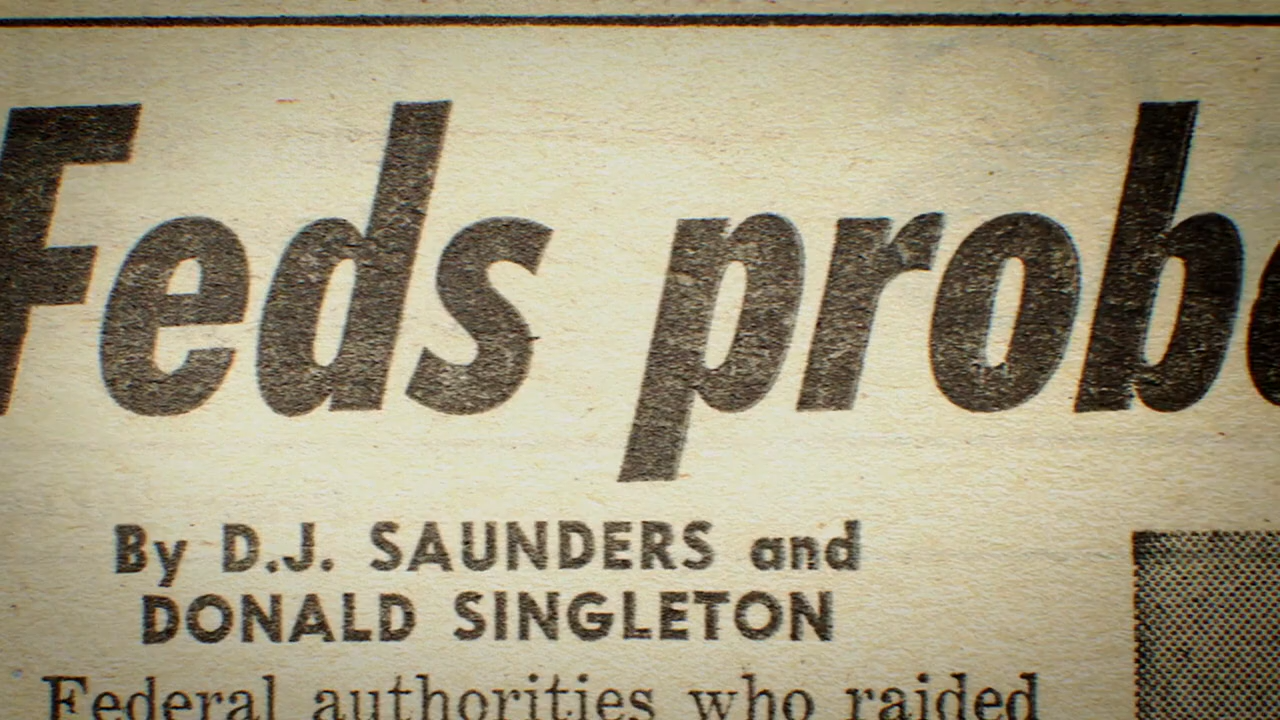 Feds probe
By D.J. SAUNDERS and
DONALD SINGLETON
Federal authorities who raided